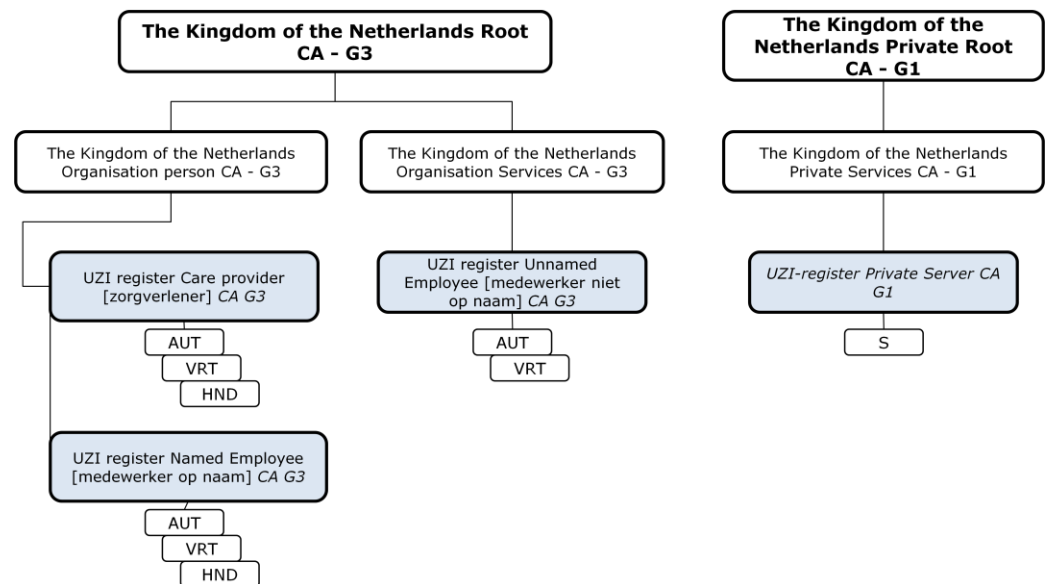 The Kingdom of the Netherlands Root
CA - G3
The Kingdom of the
Netherlands Private Root
CA - G1
The Kingdom of the Netherlands
Organisation person CA - G3
The Kingdom of the Netherlands
Organisation Services CA - G3
The Kingdom of the Netherlands
Private Services CA - G1
UZI register Care provider
[zorgverlener] CA G3
AUT
VRT
HND
UZI register Unnamed
Employee [medewerker niet
op naam] CA G3
AUT
VRT
UZI-register Private Server CA
G1
S
UZI register Named Employee
[medewerker op naam] CA G3
AUT
VRT
HND